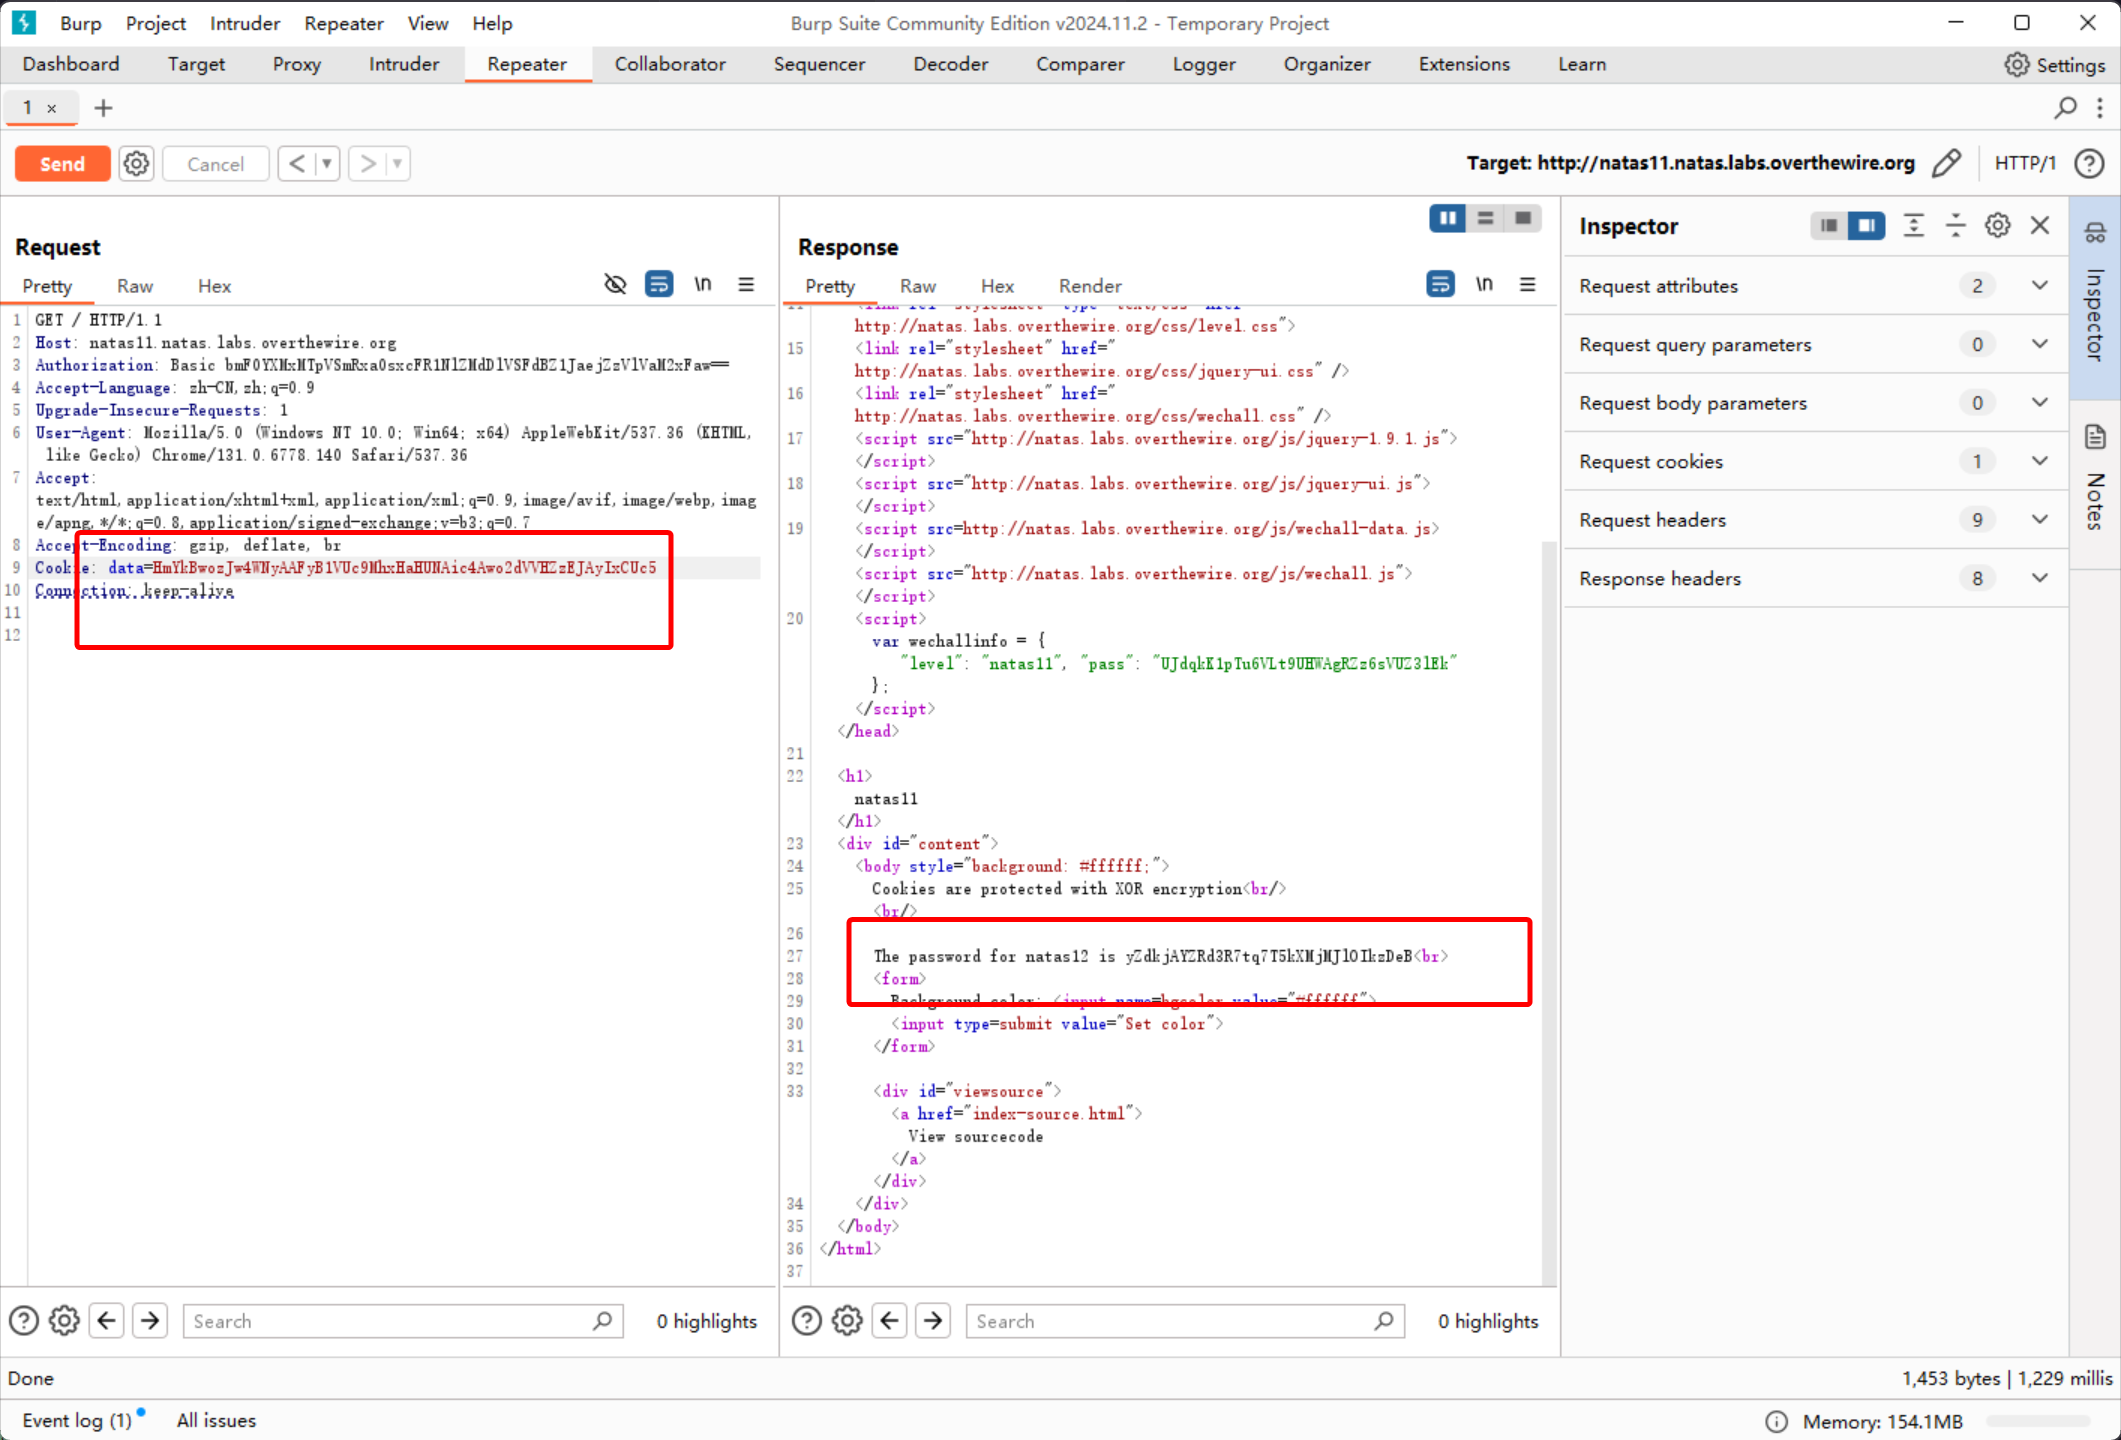 Burp Project Intruder Repeater View Help Burp Suite Community Edition v2024.11.2 - Temporary Project
Dashboard Target Proxy Intruder Repeater Collaborator Sequencer Decoder Comparer Logger Organizer Extensions Learn Settings
1 × +
Send Cancel < > Target: http://natas11.natas.labs.overthewire.org HTTP/1
Request
Pretty Raw Hex \n
1 GET / HTTP/1.1
2 Host: natas11.natas.labs.overthewire.org
3 Authorization: Basic bmF0YXMxMTpVSmRxa0sxcFR1NlZMdDlVSFdBZ1JaejZzVlVaM2xFaw==
4 Accept-Language: zh-CN,zh;q=0.9
5 Upgrade-Insecure-Requests: 1
6 User-Agent: Mozilla/5.0 (Windows NT 10.0; Win64; x64) AppleWebKit/537.36 (KHTML,
like Gecko) Chrome/131.0.6778.140 Safari/537.36
7 Accept:
text/html,application/xhtml+xml,application/xml;q=0.9,image/avif,image/webp,imag
e/apng,*/*;q=0.8,application/signed-exchange;v=b3;q=0.7
8 Accept-Encoding: gzip, deflate, br
9 Cookie: data=HmYkBwozJw4WNyAAFyB1VUc9MhxHaHUNAic4Awo2dVVHZzEJAyIxCUc5
10 Connection: keep-alive
11
12
Response
Pretty Raw Hex Render \n
http://natas.labs.overthewire.org/css/level.css">
15 <link rel="stylesheet" href="
http://natas.labs.overthewire.org/css/jquery-ui.css" />
16 <link rel="stylesheet" href="
http://natas.labs.overthewire.org/css/wechall.css" />
17 <script src="http://natas.labs.overthewire.org/js/jquery-1.9.1.js">
</script>
18 <script src="http://natas.labs.overthewire.org/js/jquery-ui.js">
</script>
19 <script src=http://natas.labs.overthewire.org/js/wechall-data.js>
</script>
<script src="http://natas.labs.overthewire.org/js/wechall.js">
</script>
20 <script>
var wechallinfo = {
"level": "natas11", "pass": "UJdqkK1pTu6VLt9UHWAgRZz6sVUZ3lEk"
};
</script>
</head>
21
22 <h1>
natas11
</h1>
23 <div id="content">
24 <body style="background: #ffffff;">
25 Cookies are protected with XOR encryption<br/>
<br/>
26
27 The password for natas12 is yZdkjAYZRd3R7tq7T5kXMjMJlOIkzDeB<br>
28 <form>
29 Background color: <input name=bgcolor value="#ffffff">
30 <input type=submit value="Set color">
31 </form>
32
33 <div id="viewsource">
<a href="index-source.html">
View sourcecode
</a>
</div>
34 </div>
35 </body>
36 </html>
37
Inspector
Request attributes 2
Request query parameters 0
Request body parameters 0
Request cookies 1
Request headers 9
Response headers 8
Inspector
Notes
Search 0 highlights Search 0 highlights
Done 1,453 bytes | 1,229 millis
Event log (1) All issues Memory: 154.1MB